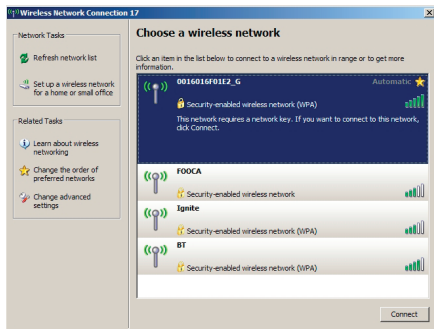 Wireless Network Connection 17
Network Tasks
Refresh network list
Set up a wireless network
for a home or small office
Related Tasks
Learn about wireless
networking
Change the order of
preferred networks
Change advanced
settings
Choose a wireless network
Click an item in the list below to connect to a wireless network in range or to get more
information.
0016016F01E2_G
Automatic
Security-enabled wireless network (WPA)
This network requires a network key. If you want to connect to this network,
click Connect.
FOOCA
Security-enabled wireless network
Ignite
Security-enabled wireless network (WPA)
BT
Security-enabled wireless network (WPA)
Connect